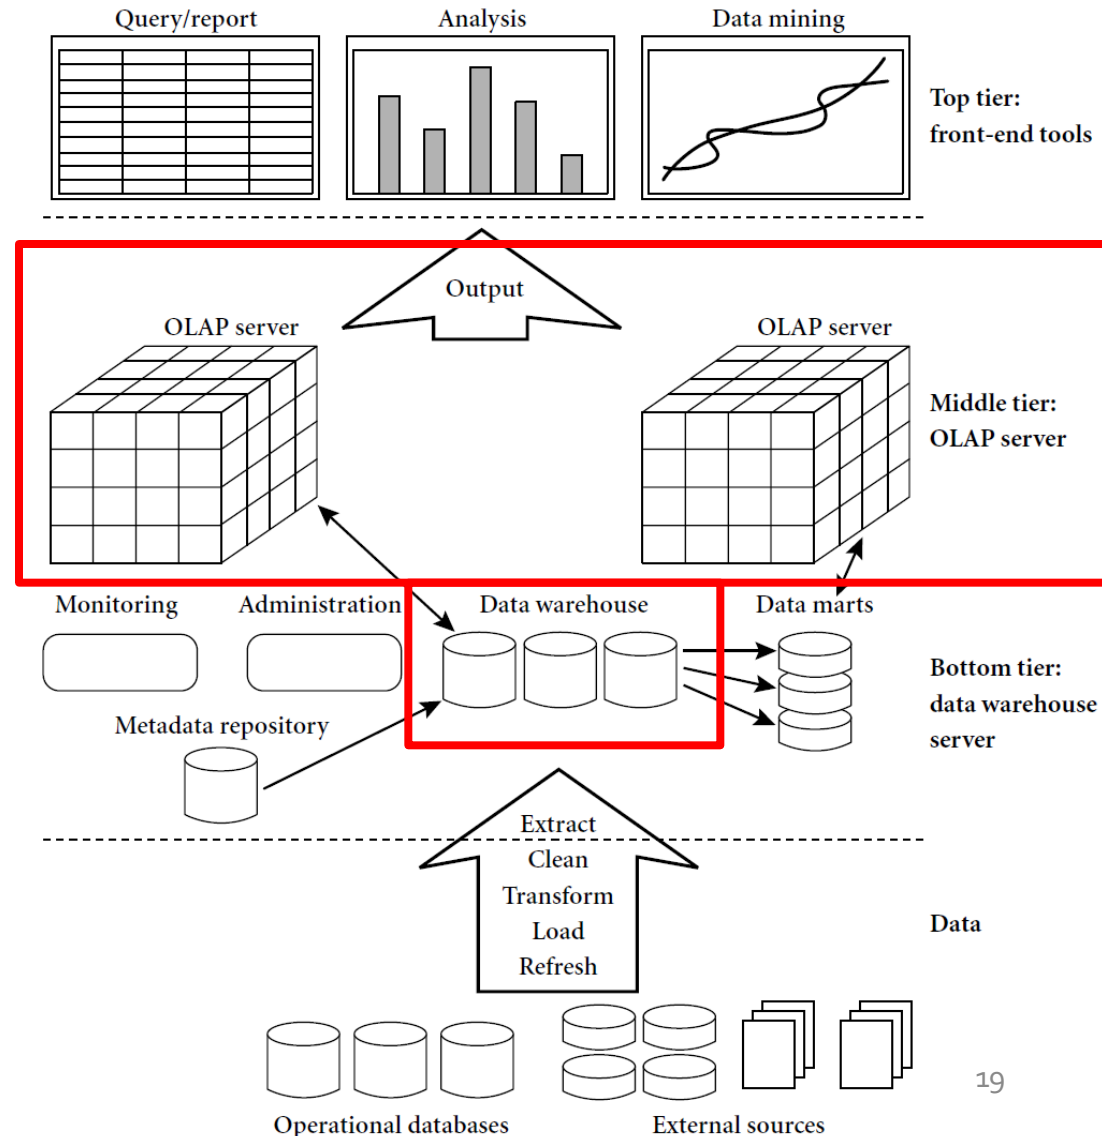 Query/report
Analysis
Data mining
Top tier:
front-end tools
Output
OLAP server
OLAP server
Middle tier:
OLAP server
Monitoring
Administration
Data warehouse
Data marts
Bottom tier:
data warehouse
server
Metadata repository
Extract
Clean
Transform
Load
Refresh
Data
19
Operational databases
External sources